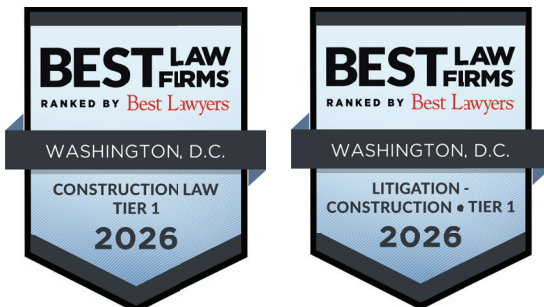 BEST LAW FIRMS
RANKED BY Best Lawyers
WASHINGTON, D.C.
CONSTRUCTION LAW
TIER 1
2026
BEST LAW FIRMS
RANKED BY Best Lawyers
WASHINGTON, D.C.
LITIGATION -
CONSTRUCTION • TIER 1
2026